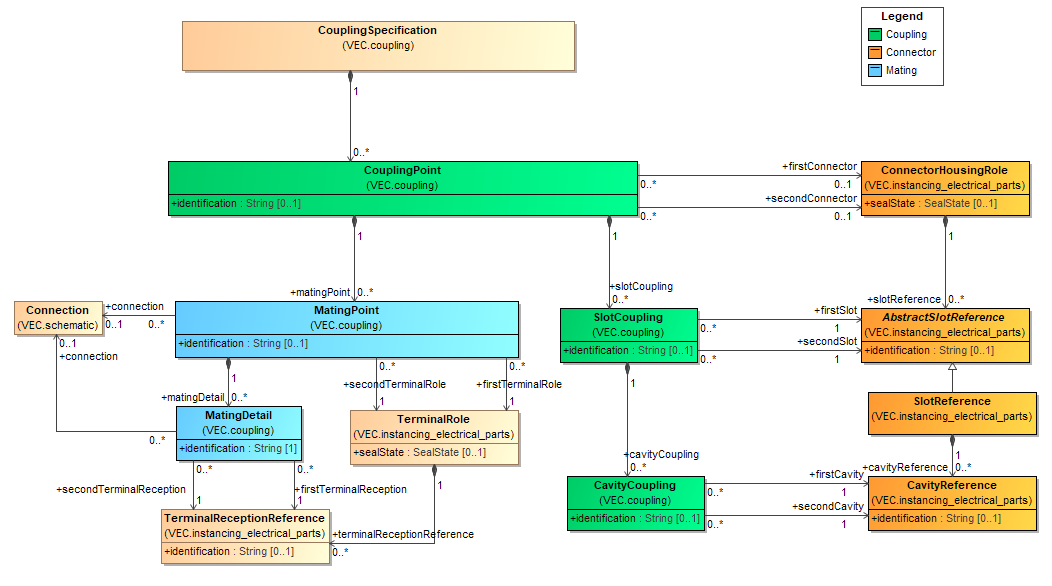 CouplingSpecification
(VEC.coupling)
Legend
Coupling
Connector
Mating
1
0..*
CouplingPoint
(VEC.coupling)
+identification : String [0..1]
+firstConnector
0..*
0..1
+secondConnector
0..*
0..1
ConnectorHousingRole
(VEC.instancing_electrical_parts)
+sealState : SealState [0..1]
1
1
1
+matingPoint
0..*
+slotCoupling
0..*
+slotReference
0..*
Connection
(VEC.schematic)
+connection
0..1
0..*
0..1
+connection
0..*
MatingPoint
(VEC.coupling)
+identification : String [0..1]
SlotCoupling
(VEC.coupling)
+identification : String [0..1]
+firstSlot
0..*
1
+secondSlot
0..*
1
AbstractSlotReference
(VEC.instancing_electrical_parts)
+identification : String [0..1]
1
+matingDetail
0..*
0..*
+secondTerminalRole
1
0..*
+firstTerminalRole
1
1
SlotReference
(VEC.instancing_electrical_parts)
MatingDetail
(VEC.coupling)
+identification : String [1]
TerminalRole
(VEC.instancing_electrical_parts)
+sealState : SealState [0..1]
+cavityCoupling
0..*
1
+cavityReference
0..*
0..*
+secondTerminalReception
1
0..*
+firstTerminalReception
1
1
CavityCoupling
(VEC.coupling)
+identification : String [0..1]
+firstCavity
0..*
1
+secondCavity
0..*
1
CavityReference
(VEC.instancing_electrical_parts)
+identification : String [0..1]
TerminalReceptionReference
(VEC.instancing_electrical_parts)
+identification : String [0..1]
+terminalReceptionReference
0..*